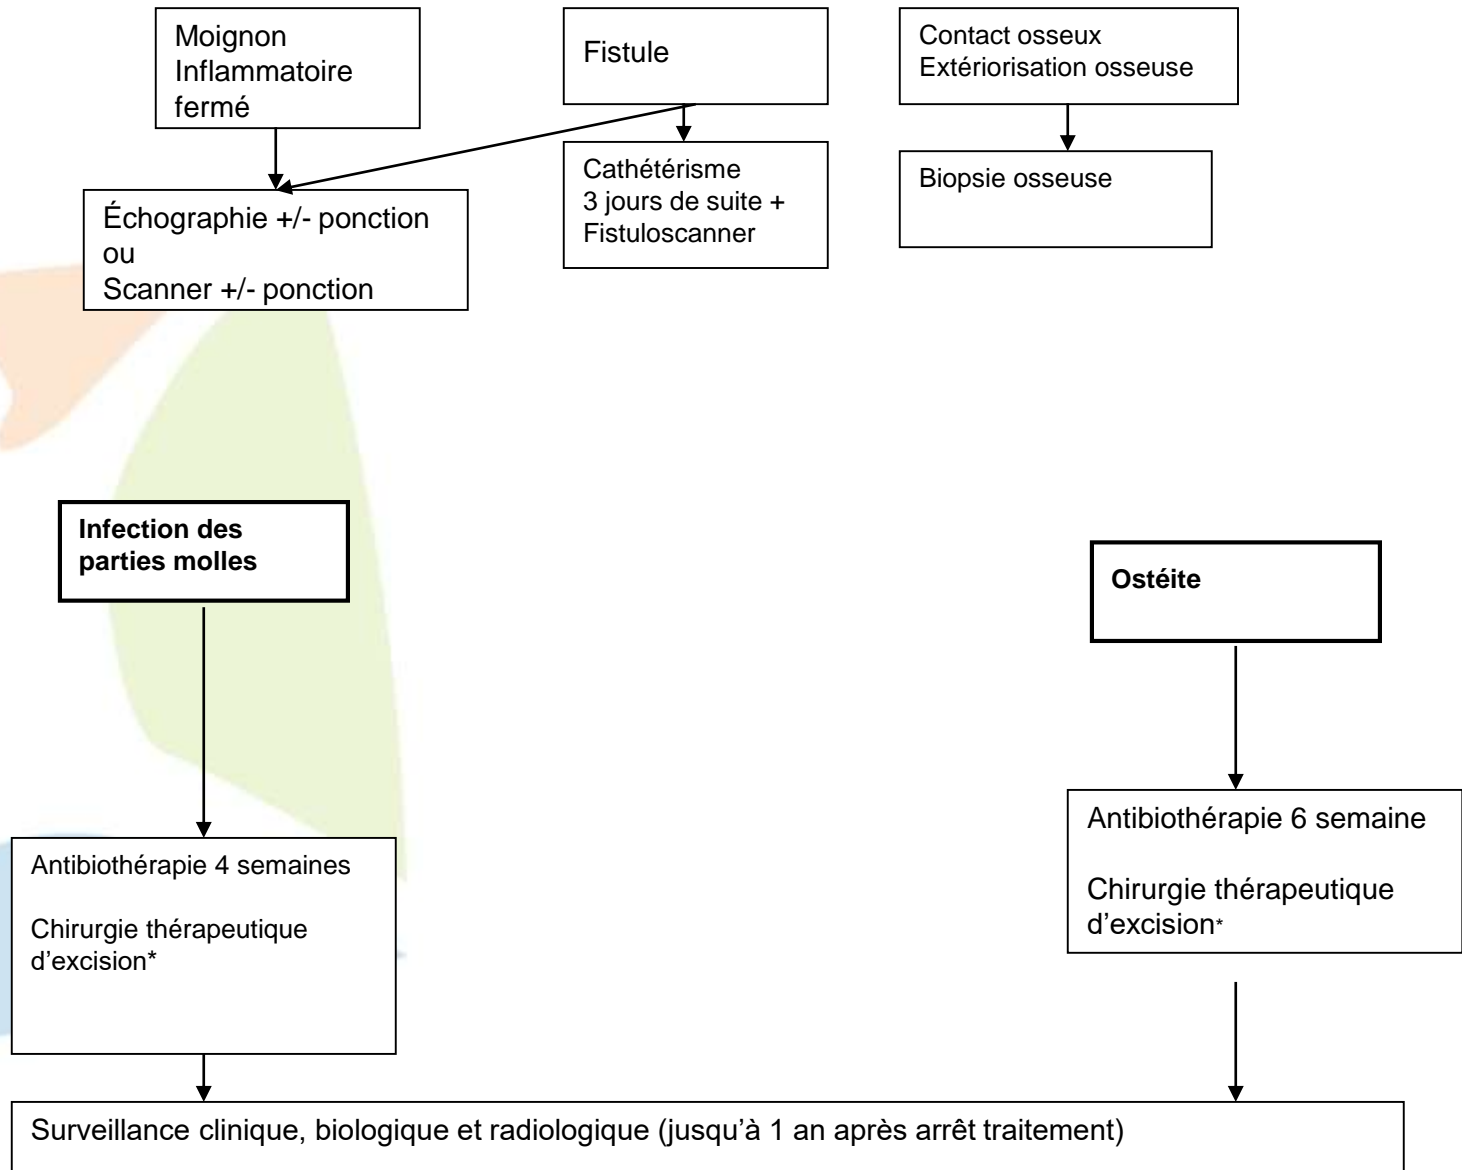 Moignon
Inflammatoire
fermé
Fistule
Contact osseux
Extériorisation osseuse
Échographie +/- ponction
ou
Scanner +/- ponction
Cathétérisme
3 jours de suite +
Fistuloscanner
Biopsie osseuse
Infection des
parties molles
Ostéite
Antibiothérapie 4 semaines
Chirurgie thérapeutique
d’excision*
Antibiothérapie 6 semaine
Chirurgie thérapeutique
d’excision*
Surveillance clinique, biologique et radiologique (jusqu’à 1 an après arrêt traitement)